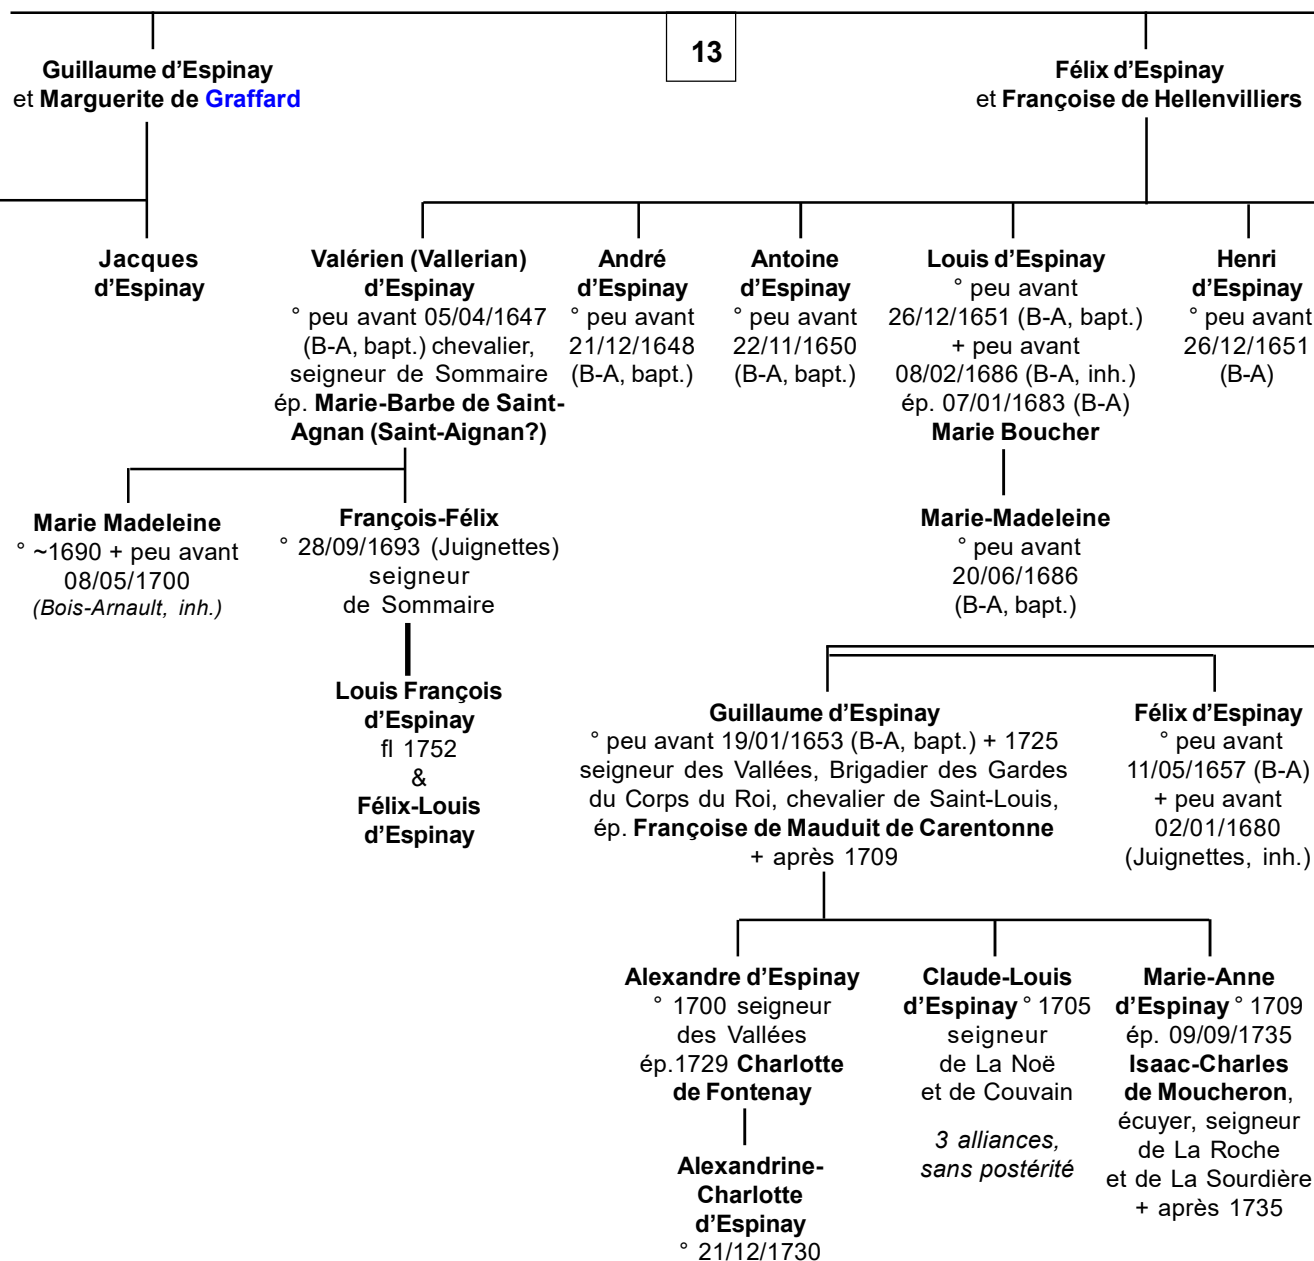 13
Guillaume d’Espinay
et Marguerite de Graffard
Félix d’Espinay
et Françoise de Hellenvilliers
Jacques
d’Espinay
Valérien (Vallerian)
d’Espinay
° peu avant 05/04/1647
(B-A, bapt.) chevalier,
seigneur de Sommaire
ép. Marie-Barbe de Saint-
Agnan (Saint-Aignan?)
André
d’Espinay
° peu avant
21/12/1648
(B-A, bapt.)
Antoine
d’Espinay
° peu avant
22/11/1650
(B-A, bapt.)
Louis d’Espinay
° peu avant
26/12/1651 (B-A, bapt.)
+ peu avant
08/02/1686 (B-A, inh.)
ép. 07/01/1683 (B-A)
Marie Boucher
Henri
d’Espinay
° peu avant
26/12/1651
(B-A)
Marie Madeleine
° ~1690 + peu avant
08/05/1700
(Bois-Arnault, inh.)
François-Félix
° 28/09/1693 (Juignettes)
seigneur
de Sommaire
Marie-Madeleine
° peu avant
20/06/1686
(B-A, bapt.)
Louis François
d’Espinay
fl 1752
&
Félix-Louis
d’Espinay
Guillaume d’Espinay
° peu avant 19/01/1653 (B-A, bapt.) + 1725
seigneur des Vallées, Brigadier des Gardes
du Corps du Roi, chevalier de Saint-Louis,
ép. Françoise de Mauduit de Carentonne
+ après 1709
Félix d’Espinay
° peu avant
11/05/1657 (B-A)
+ peu avant
02/01/1680
(Juignettes, inh.)
Alexandre d’Espinay
° 1700 seigneur
des Vallées
ép.1729 Charlotte
de Fontenay
Claude-Louis
d’Espinay ° 1705
seigneur
de La Noë
et de Couvain
3 alliances,
sans postérité
Marie-Anne
d’Espinay ° 1709
ép. 09/09/1735
Isaac-Charles
de Moucheron,
écuyer, seigneur
de La Roche
et de La Sourdière
+ après 1735
Alexandrine-
Charlotte
d’Espinay
° 21/12/1730